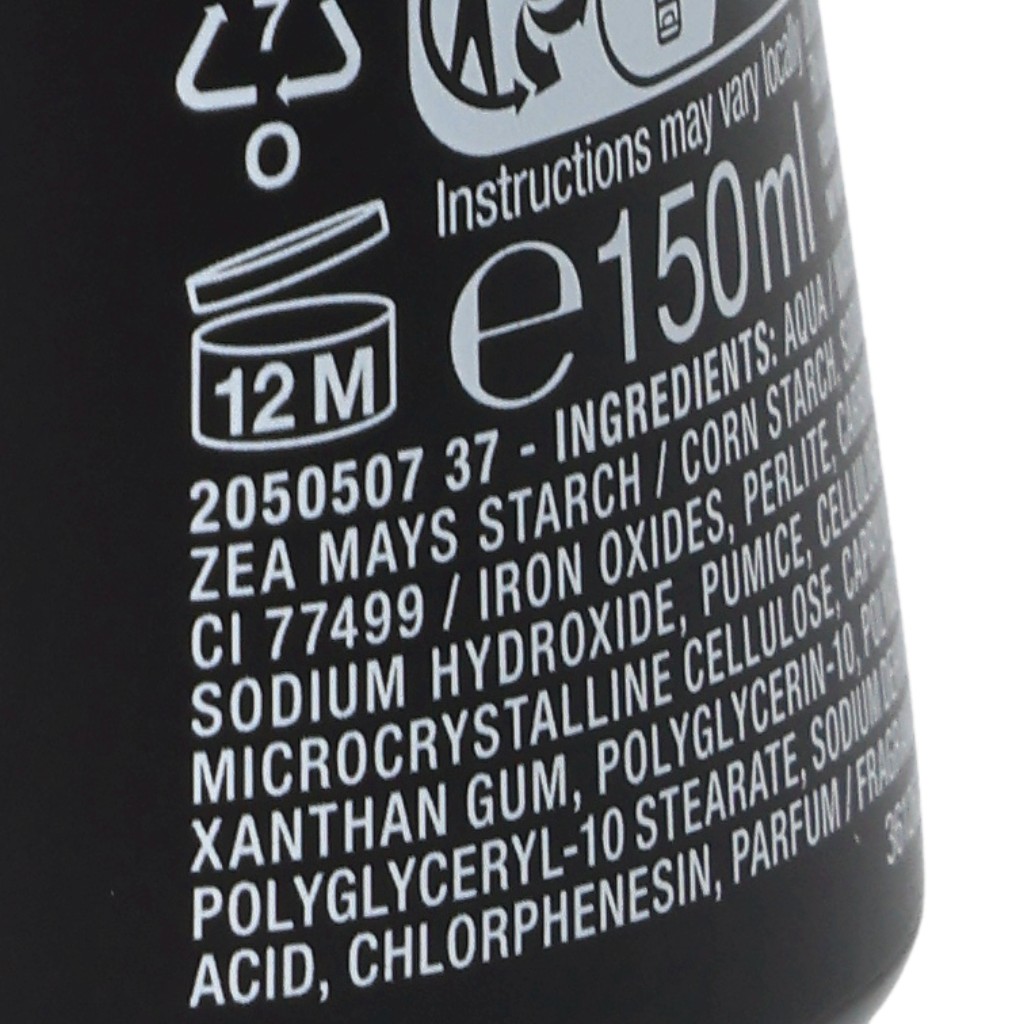 7
O
Instructions may vary locally
e150ml
12 M
2050507 37 - INGREDIENTS: AQUA /
ZEA MAYS STARCH / CORN STARCH,
CI 77499 / IRON OXIDES, PERLITE,
SODIUM HYDROXIDE, PUMICE,
MICROCRYSTALLINE CELLULOSE,
XANTHAN GUM, POLYGLYCERIN-10,
POLYGLYCERYL-10 STEARATE, SODIUM
ACID, CHLORPHENESIN, PARFUM /